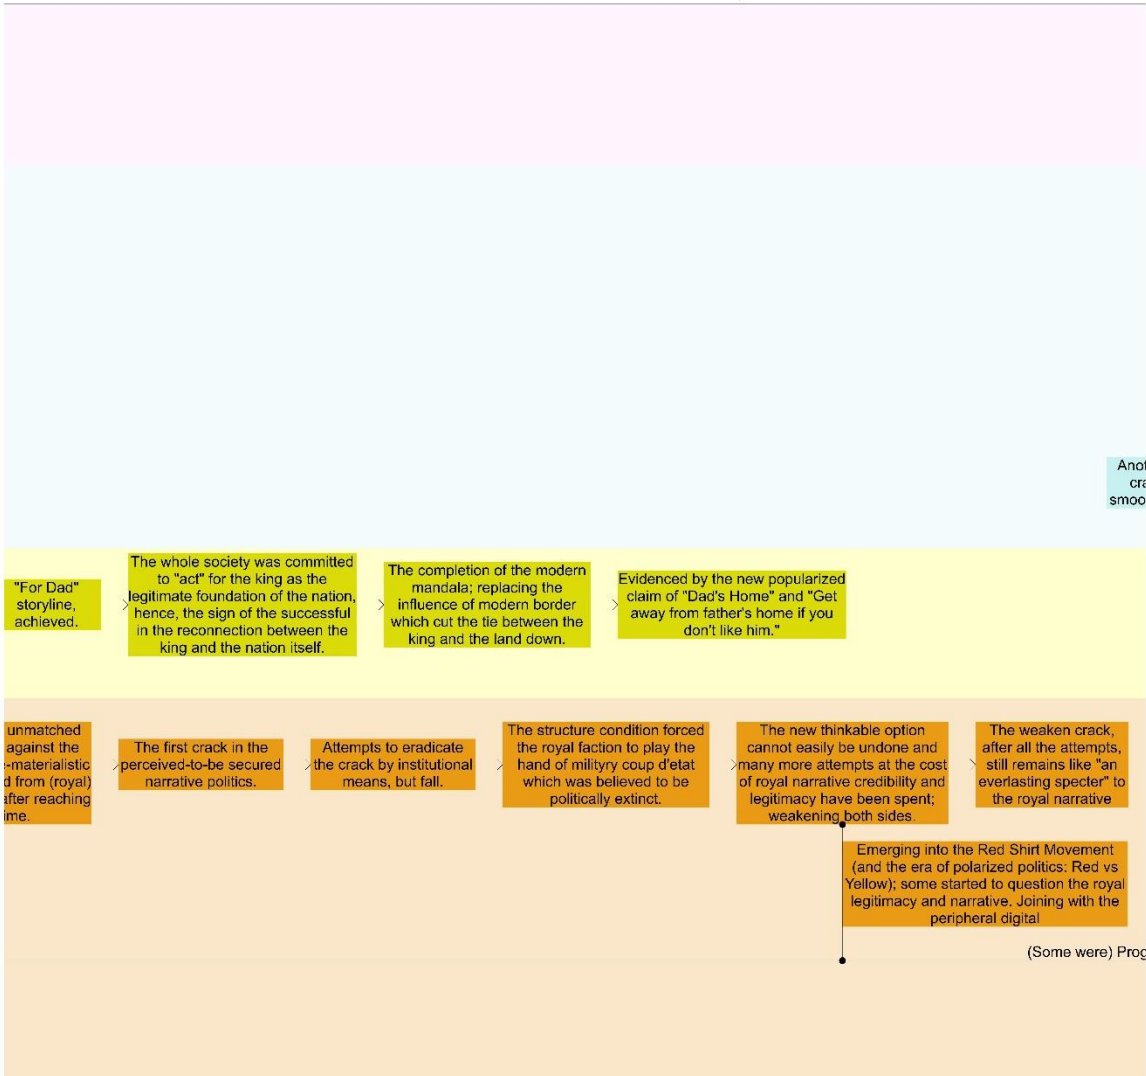 Anot
cra
smoo
"For Dad"
storyline,
achieved.
The whole society was committed
to "act" for the king as the
legitimate foundation of the nation,
hence, the sign of the successful
in the reconnection between the
king and the nation itself.
The completion of the modern
mandala; replacing the
influence of modern border
which cut the tie between the
king and the land down.
Evidenced by the new popularized
claim of "Dad's Home" and "Get
away from father's home if you
don't like him."
unmatched
against the
-materialistic
d from (royal)
after reaching
ime.
The first crack in the
perceived-to-be secured
narrative politics.
Attempts to eradicate
the crack by institutional
means, but fall.
The structure condition forced
the royal faction to play the
hand of milityry coup d'etat
which was believed to be
politically extinct.
The new thinkable option
cannot easily be undone and
many more attempts at the cost
of royal narrative credibility and
legitimacy have been spent;
weakening both sides.
The weaken crack,
after all the attempts,
still remains like "an
everlasting specter" to
the royal narrative
Emerging into the Red Shirt Movement
(and the era of polarized politics: Red vs
Yellow); some started to question the royal
legitimacy and narrative. Joining with the
peripheral digital
(Some were) Prog